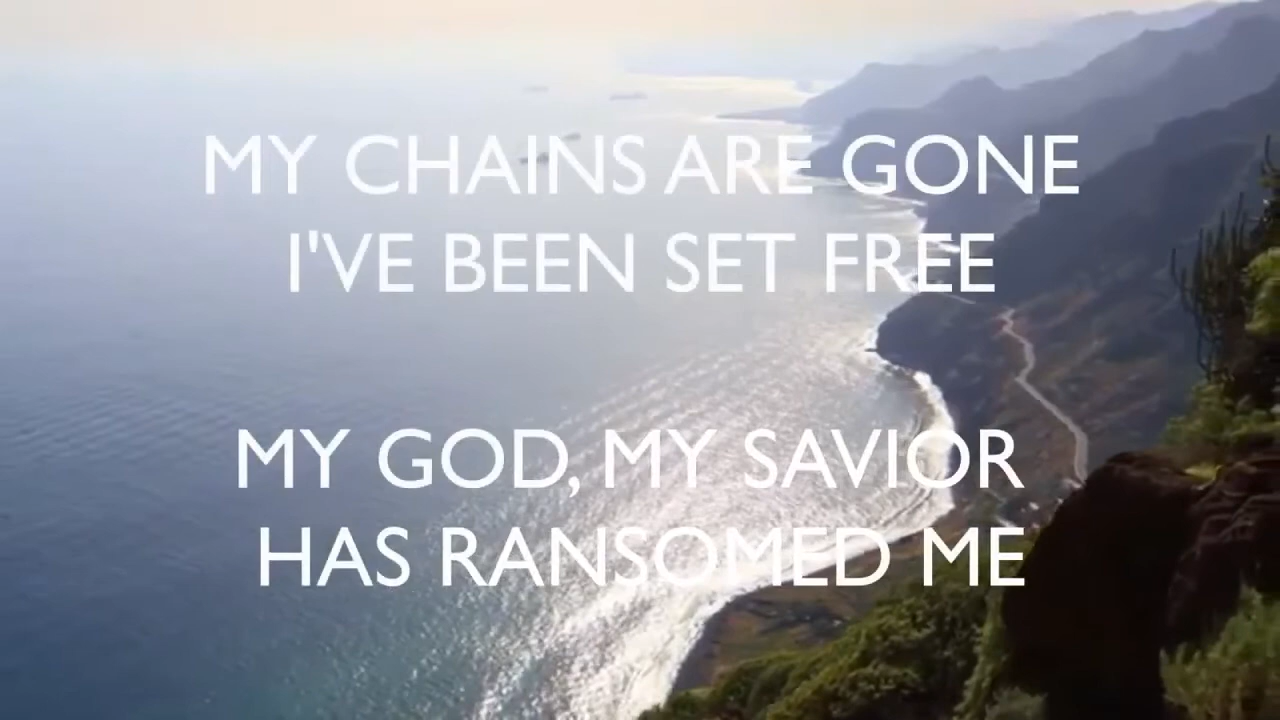 MY CHAINS ARE GONE
I'VE BEEN SET FREE
MY GOD, MY SAVIOR
HAS RANSOMED ME